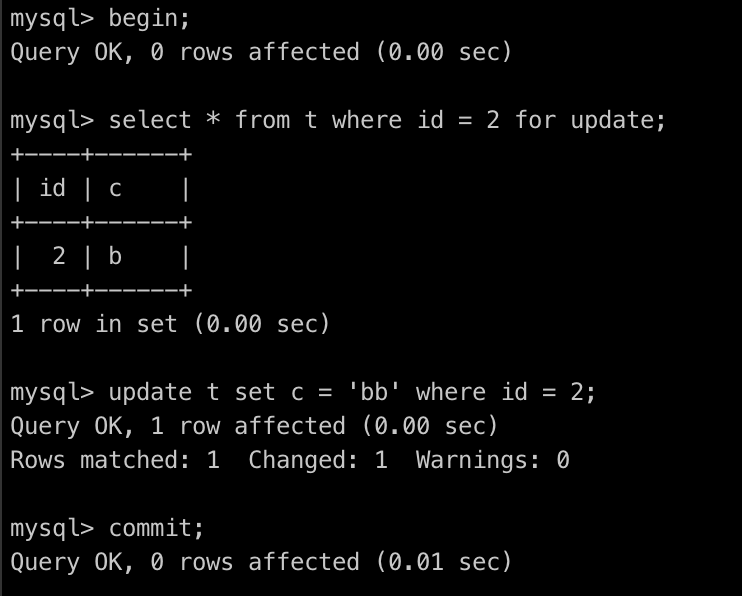 mysql> begin;
Query OK, 0 rows affected (0.00 sec)
mysql> select * from t where id = 2 for update;
+----+------+
| id | c    |
+----+------+
|  2 | b    |
+----+------+
1 row in set (0.00 sec)
mysql> update t set c = 'bb' where id = 2;
Query OK, 1 row affected (0.00 sec)
Rows matched: 1  Changed: 1  Warnings: 0
mysql> commit;
Query OK, 0 rows affected (0.01 sec)